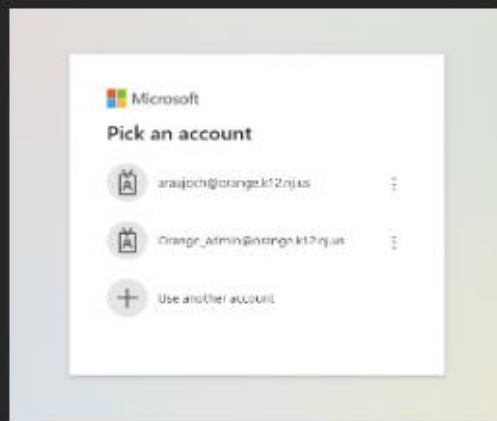 Microsoft
Pick an account
araujoch@orange.k12.nj.us
Orange_admin@orange.k12.nj.us
Use another account